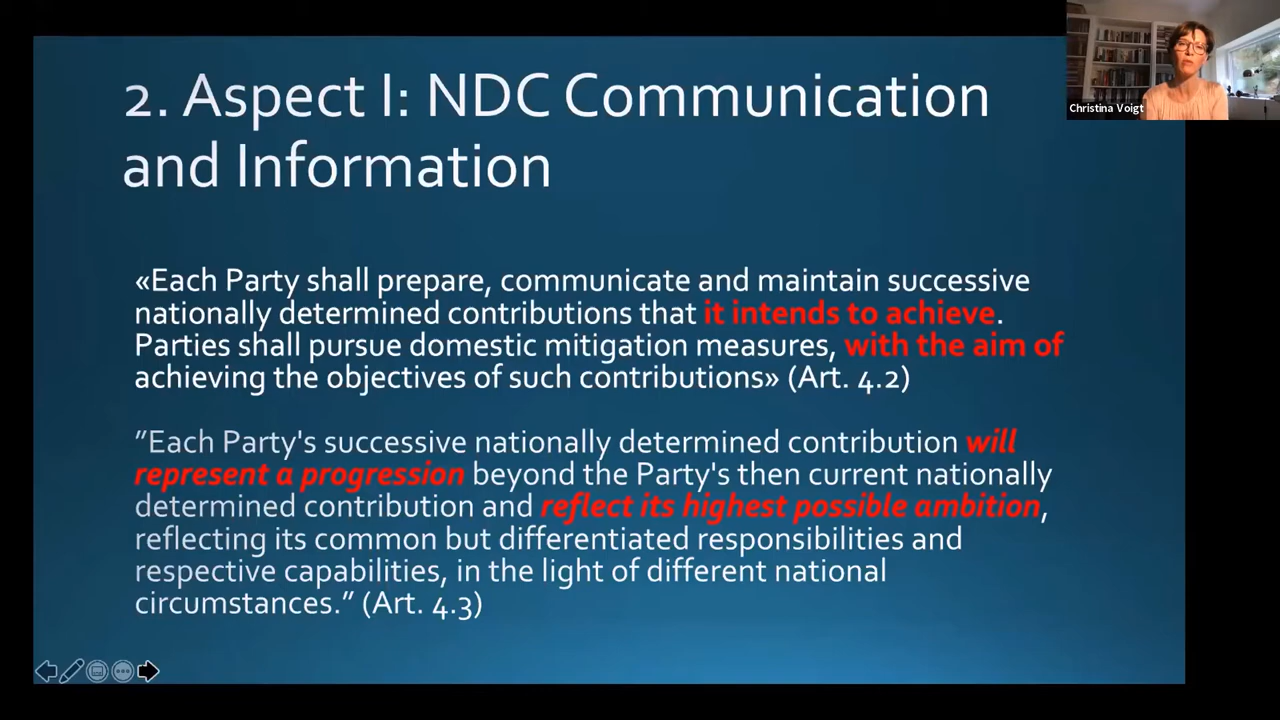 2. Aspect I: NDC Communication
and Information
Christina Voigt
«Each Party shall prepare, communicate and maintain successive
nationally determined contributions that it intends to achieve.
Parties shall pursue domestic mitigation measures, with the aim of
achieving the objectives of such contributions» (Art. 4.2)
”Each Party's successive nationally determined contribution will
represent a progression beyond the Party's then current nationally
determined contribution and reflect its highest possible ambition,
reflecting its common but differentiated responsibilities and
respective capabilities, in the light of different national
circumstances.” (Art. 4.3)